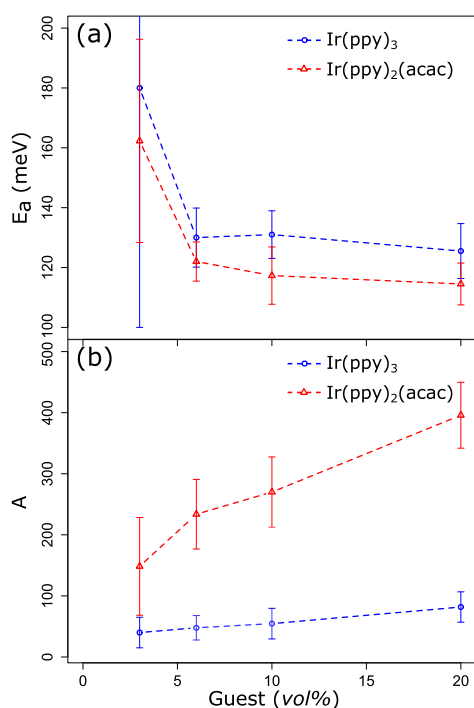 (a)
Ir(ppy)₃
Ir(ppy)₂(acac)
Eₐ (meV)
200
180
160
140
120
100
(b)
Ir(ppy)₃
Ir(ppy)₂(acac)
A
500
400
300
200
100
0
0 5 10 15 20
Guest (vol%)